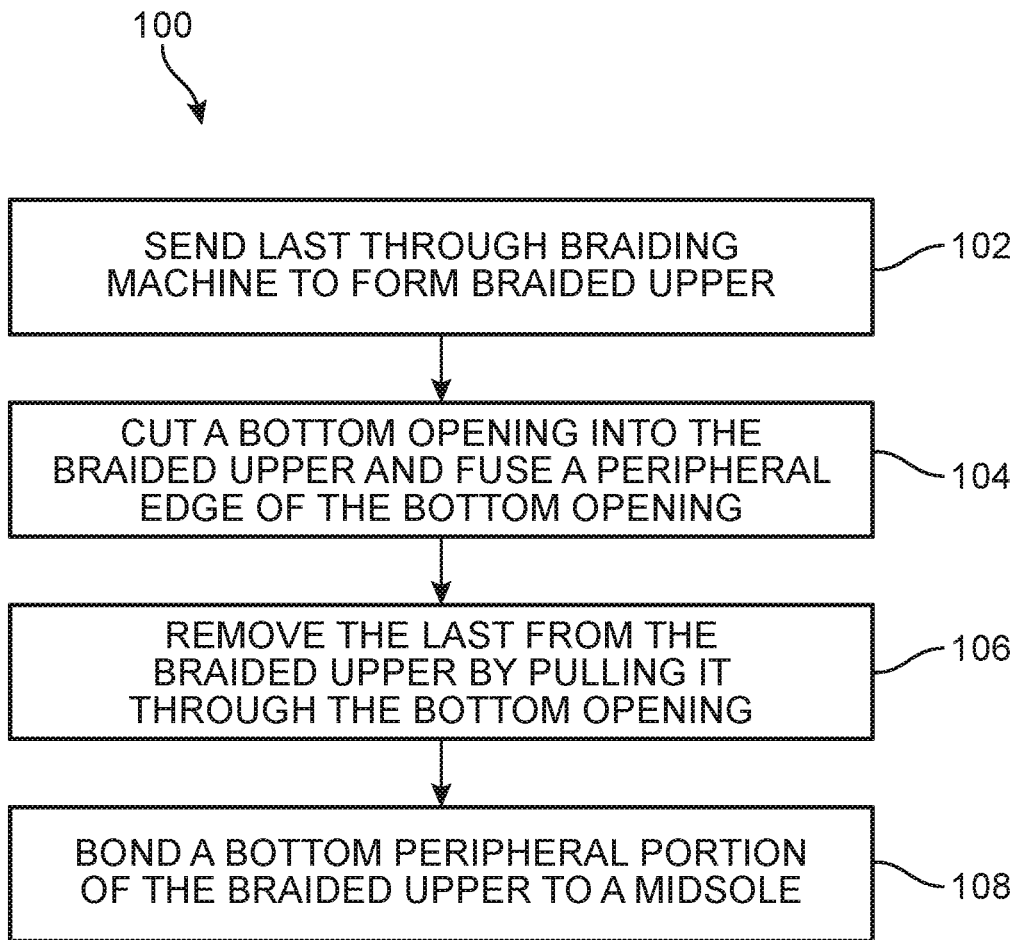 100
SEND LAST THROUGH BRAIDING
MACHINE TO FORM BRAIDED UPPER
102
CUT A BOTTOM OPENING INTO THE
BRAIDED UPPER AND FUSE A PERIPHERAL
EDGE OF THE BOTTOM OPENING
104
REMOVE THE LAST FROM THE
BRAIDED UPPER BY PULLING IT
THROUGH THE BOTTOM OPENING
106
BOND A BOTTOM PERIPHERAL PORTION
OF THE BRAIDED UPPER TO A MIDSOLE
108